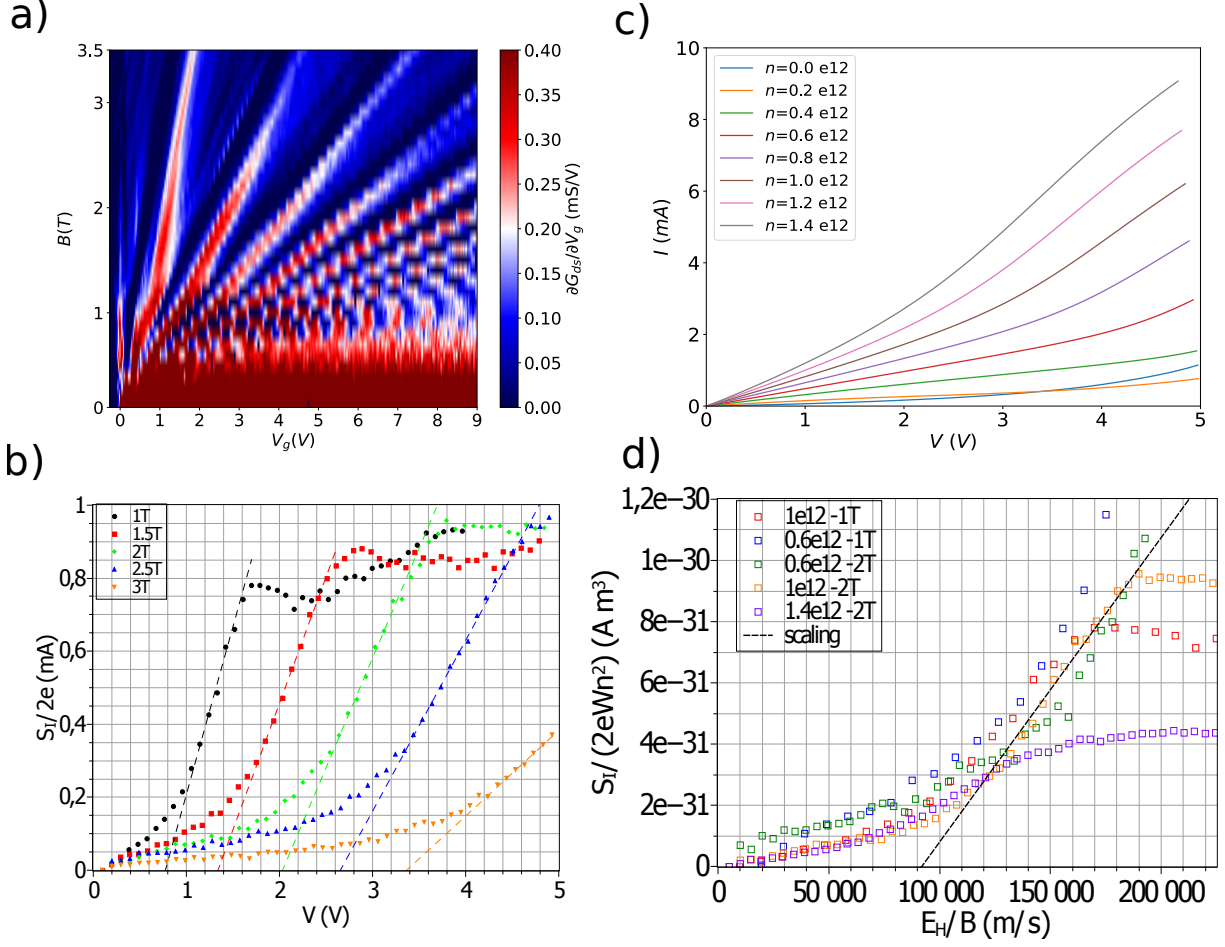 a)
B(T)
3.5
3
2
1
0
0 1 2 3 4 5 6 7 8 9
V_g(V)
0.40
0.35
0.30
0.25
0.20
0.15
0.10
0.05
0.00
∂G_ds/∂V_g (mS/V)
c)
I (mA)
10
8
6
4
2
0
n=0.0 e12
n=0.2 e12
n=0.4 e12
n=0.6 e12
n=0.8 e12
n=1.0 e12
n=1.2 e12
n=1.4 e12
0 1 2 3 4 5
V (V)
b)
S_I/2e (mA)
1
0,8
0,6
0,4
0,2
0
1T
1.5T
2T
2.5T
3T
0 1 2 3 4 5
V (V)
d)
S_I/(2eWn²) (A m³)
1,2e−30
1e−30
8e−31
6e−31
4e−31
2e−31
0
1e12-1T
0.6e12-1T
0.6e12-2T
1e12-2T
1.4e12-2T
scaling
0 50 000 100 000 150 000 200 000
E_H/B (m/s)